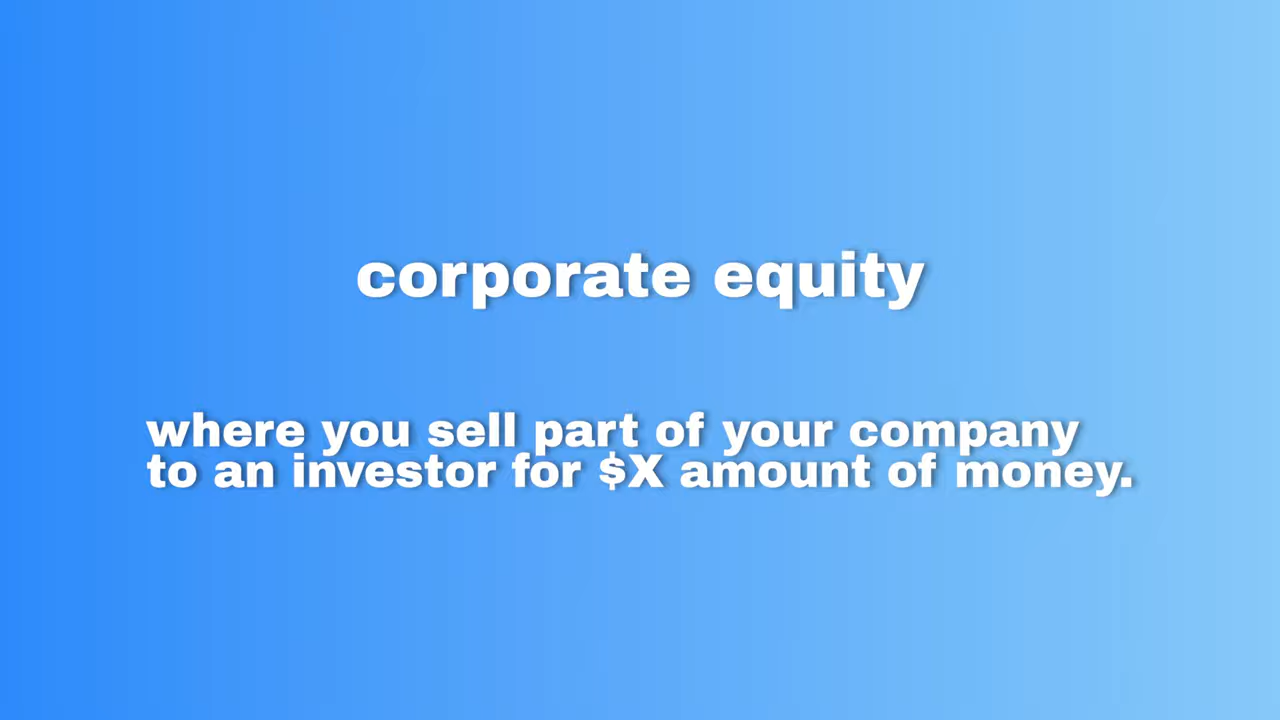 corporate equity
where you sell part of your company
to an investor for $X amount of money.